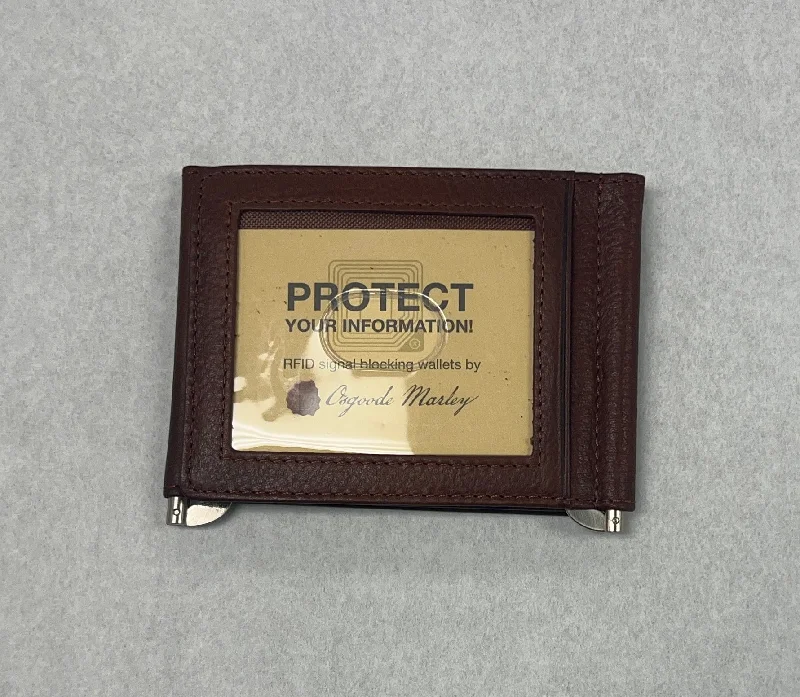 PROTECT
YOUR INFORMATION!
RFID signal blocking wallets by
Osgoode Marley